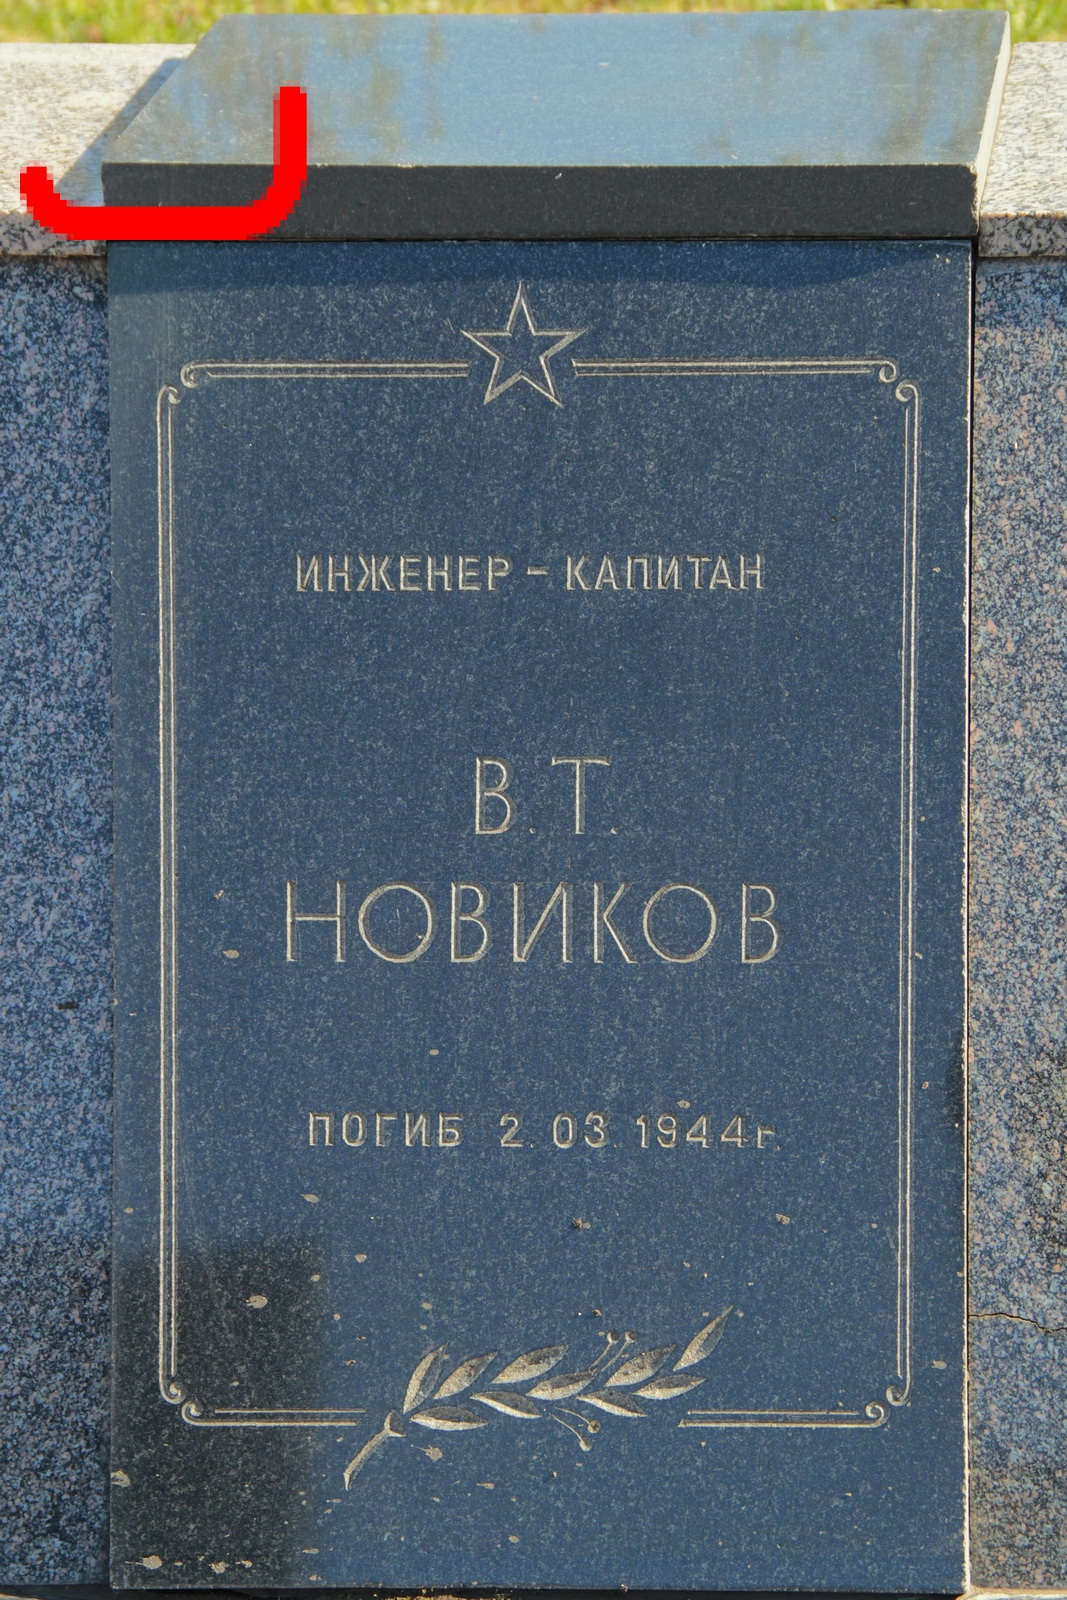 ИНЖЕНЕР - КАПИТАН
В. Т.
НОВИКОВ
ПОГИБ 2. 03. 1944г.